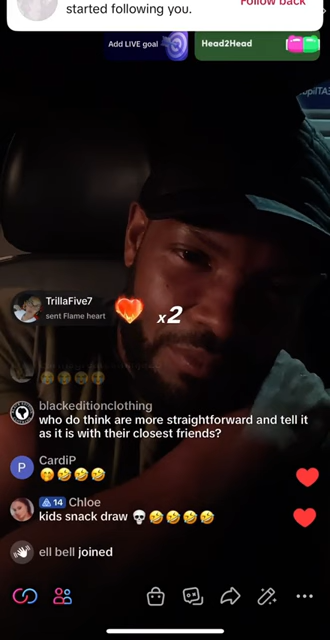 started following you.
Follow back
Add LIVE goal
Head2Head
TrillaFive7
sent Flame heart
x2
blackeditionclothing
who do think are more straightforward and tell it
as it is with their closest friends?
P
CardiP
🤭🤣🤣🤣
14 Chloe
kids snack draw 💀🤣🤣🤣🤣
ell bell joined